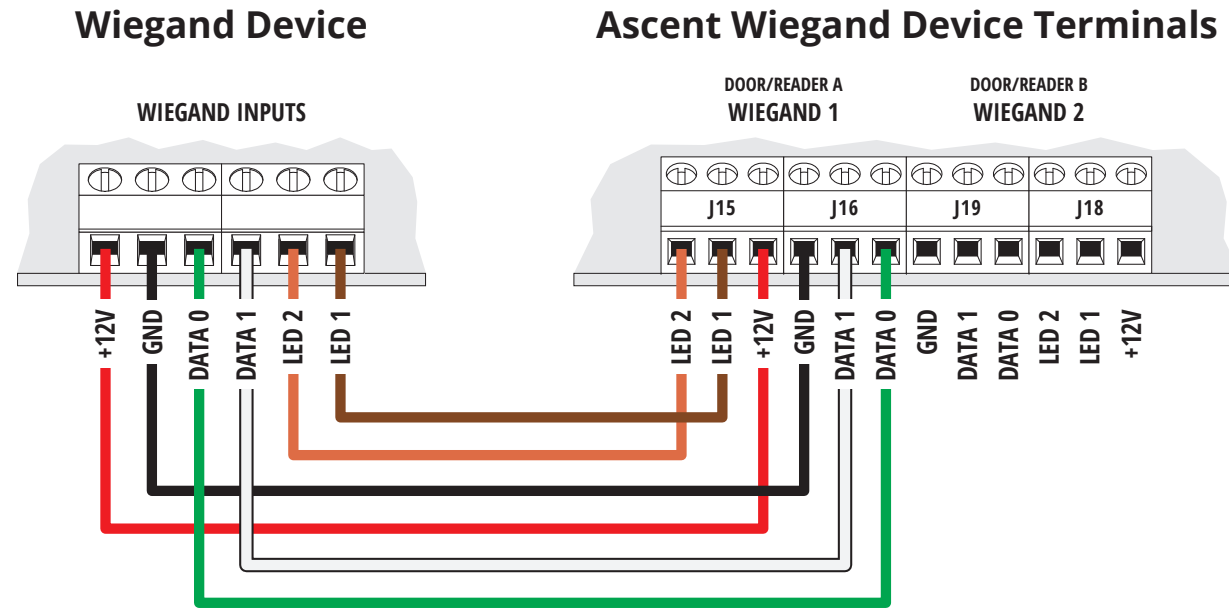 Wiegand Device
Ascent Wiegand Device Terminals
WIEGAND INPUTS
DOOR/READER A
WIEGAND 1
DOOR/READER B
WIEGAND 2
J15
J16
J19
J18
+12V
GND
DATA 0
DATA 1
LED 2
LED 1
LED 2
LED 1
+12V
GND
DATA 1
DATA 0
GND
DATA 1
DATA 0
LED 2
LED 1
+12V